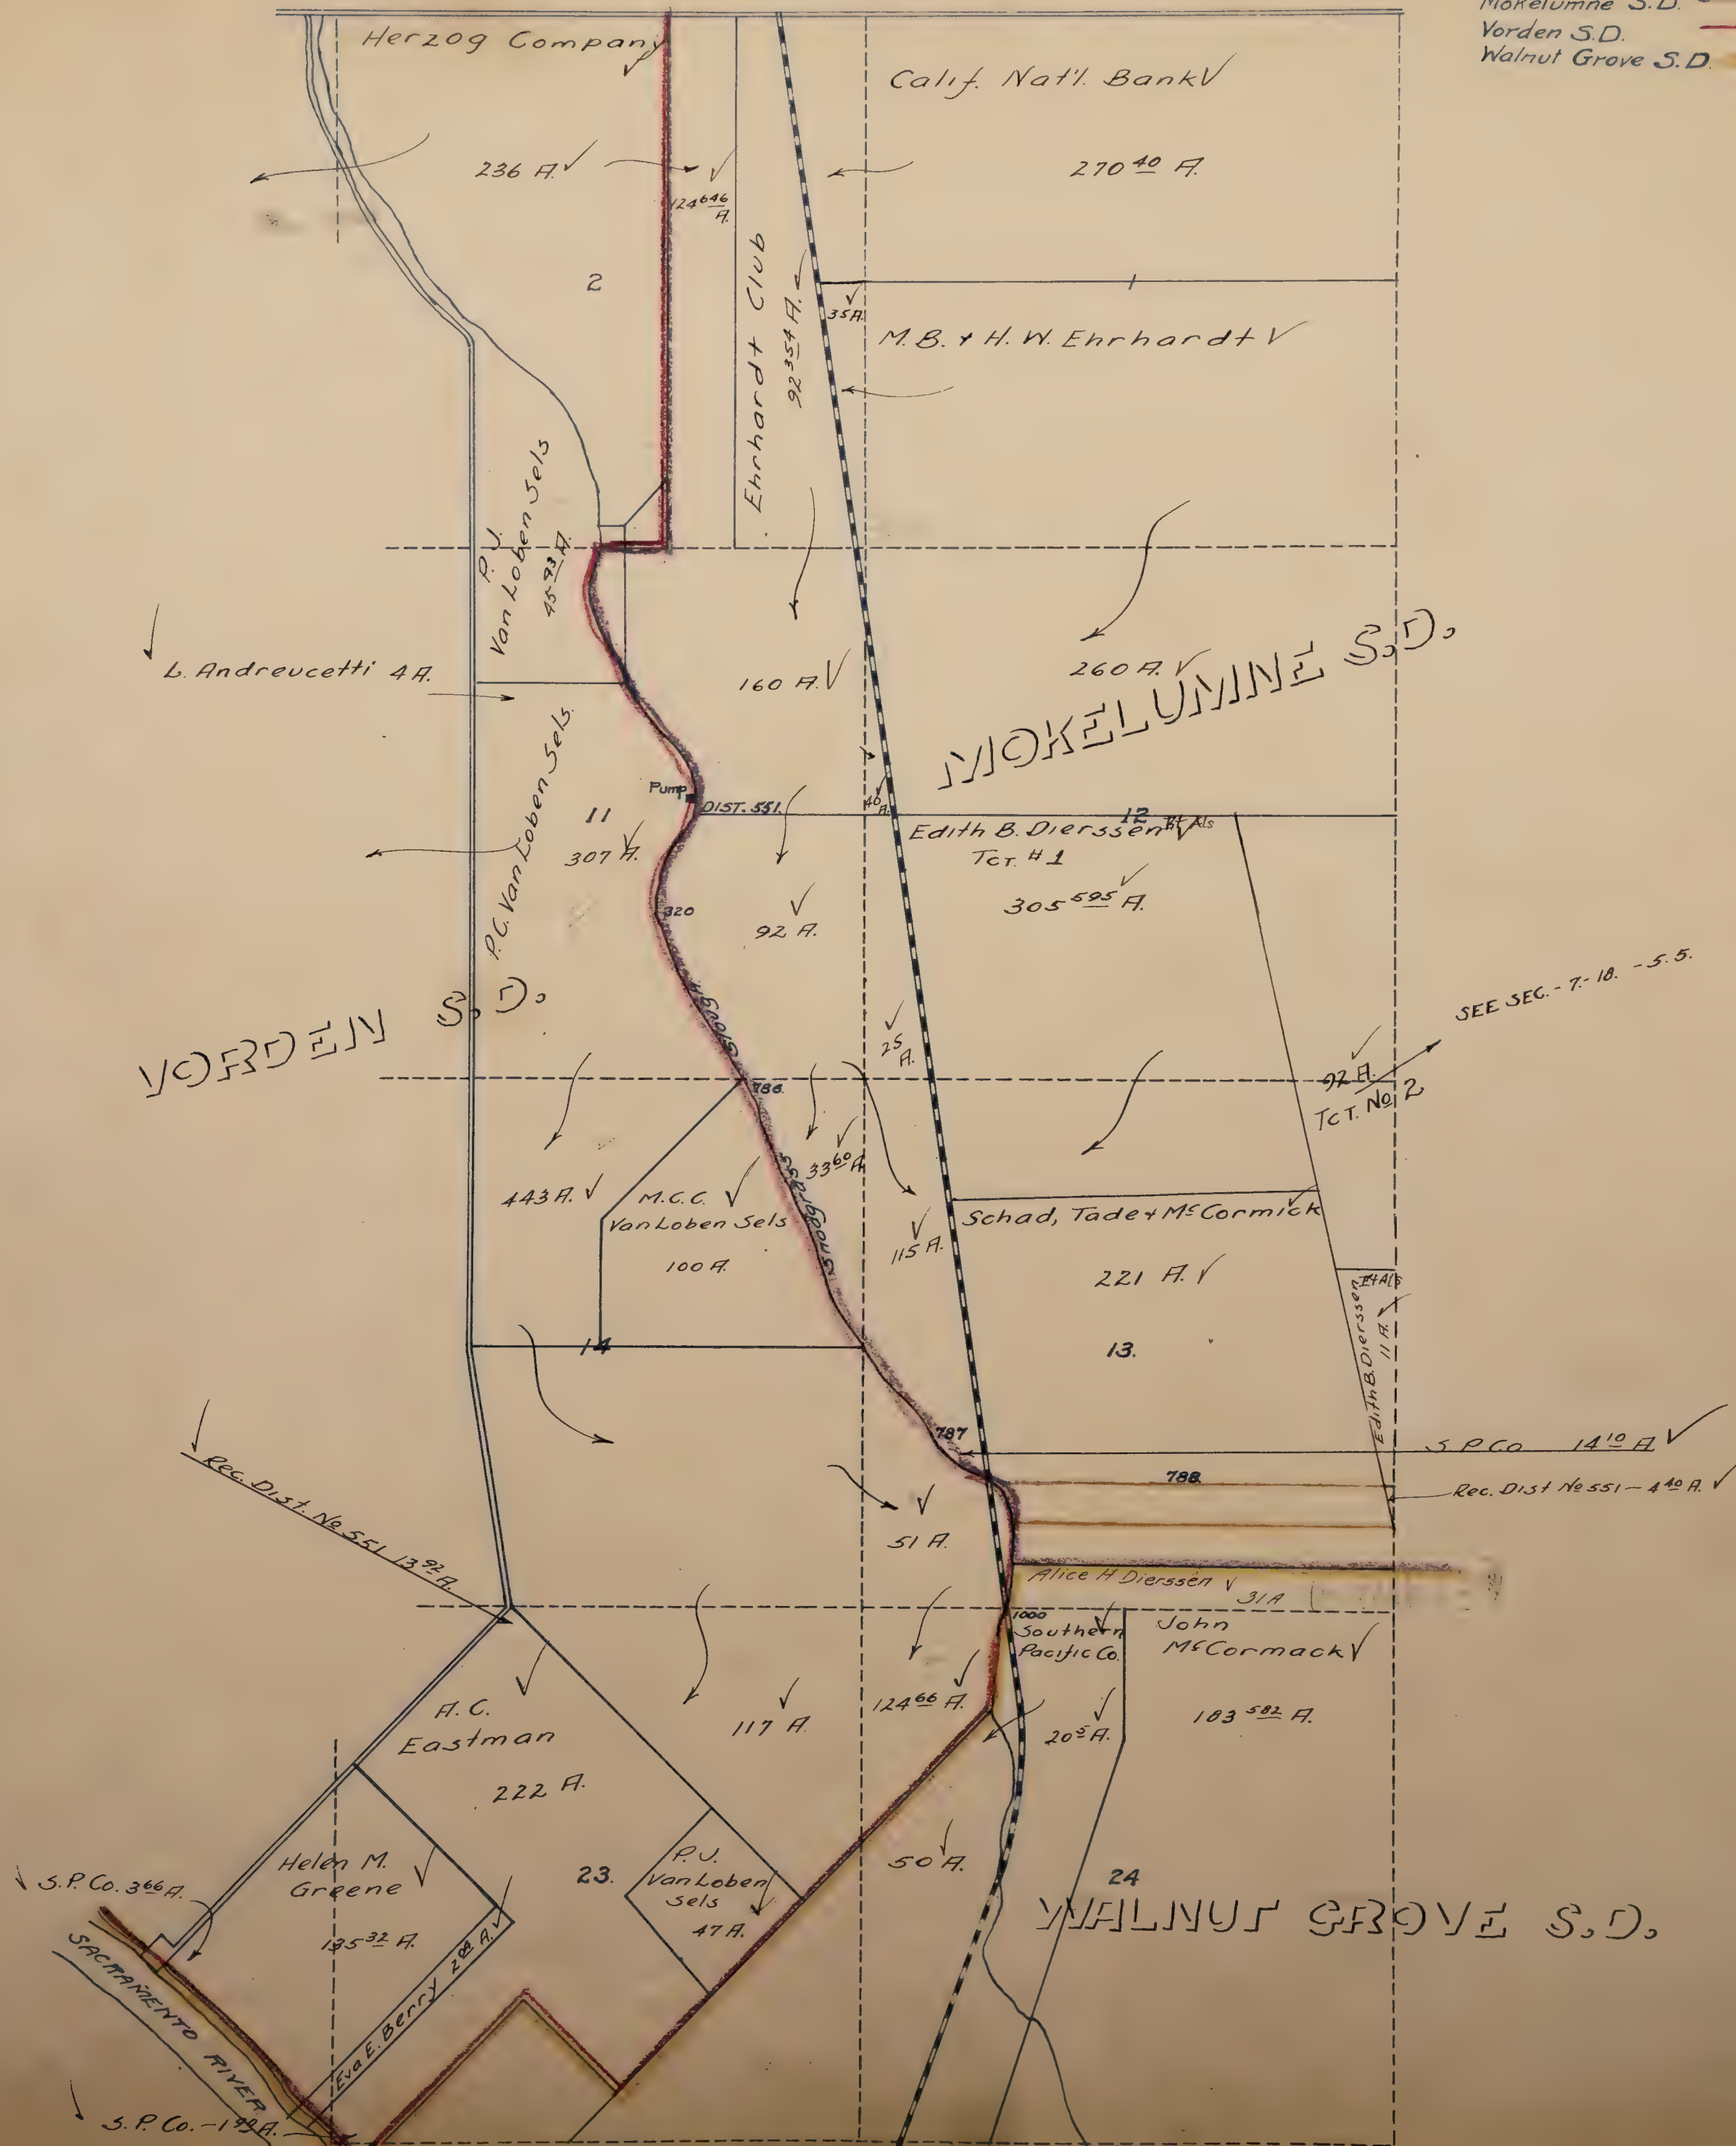 Mokelumne S.D.
Vorden S.D.
Walnut Grove S.D.
Herzog Company
Calif. Nat'l. Bank
236 A.
124 646 A.
270 40 A.
2
Ehrhardt Club
92 354 A.
35 A.
M.B. + H.W. Ehrhardt
P.J.
Van Loben Sels
45 93 A.
L. Andreucetti 4 A.
160 A.
260 A.
MOKELUMNE S.D.
P.C. Van Loben Sels
Pump
DIST. 551.
40 A.
11
12
307 A.
Edith B. Dierssen Et Als
Tct. # 1
305 595 A.
320
92 A.
VORDEN S.D.
Slough
25 A.
SEE SEC. - 7.-18. - 5.5.
92 A.
Tct. No 2
786.
33 60 A.
Snodgrass
443 A.
M.C.C.
Van Loben Sels
100 A.
115 A.
Schad, Tade + McCormick
221 A.
Et Als
Edith B. Dierssen
11 A.
14
13.
787
S P Co 14 10 A
788.
Rec. Dist No 551 - 4 40 A.
Rec. Dist. No 551 13 92 A.
51 A.
Alice H Dierssen
31 A
1000
Southern
Pacific Co.
John
McCormack
A.C.
Eastman
222 A.
117 A.
124 66 A.
20 5 A.
183 582 A.
Helen M.
Greene
135 32 A.
23.
P.J.
Van Loben
Sels
47 A.
50 A.
24
WALNUT GROVE S.D.
S.P. Co. 3 66 A.
SACRAMENTO RIVER
Eva E. Berry
S.P. Co. -